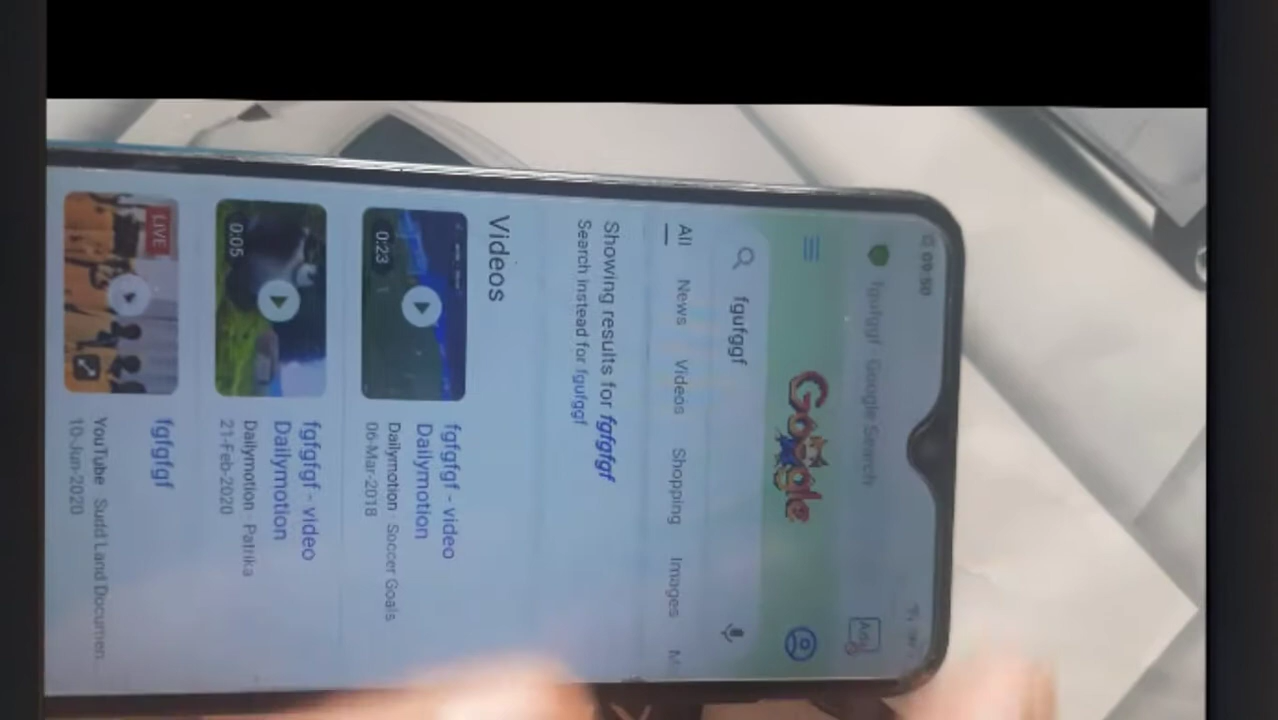 09:50
fgufggf - Google Search
Google
fgufggf
All News Videos Shopping Images
Showing results for fgfgfgf
Search instead for fgufggf
Videos
0:23
fgfgfgf - video
Dailymotion
Dailymotion · Soccer Goals
06-Mar-2018
0:05
fgfgfgf - video
Dailymotion
Dailymotion · Patrika
21-Feb-2020
LIVE
fgfgfgf
YouTube · Sudd Land Documen
10-Jun-2020